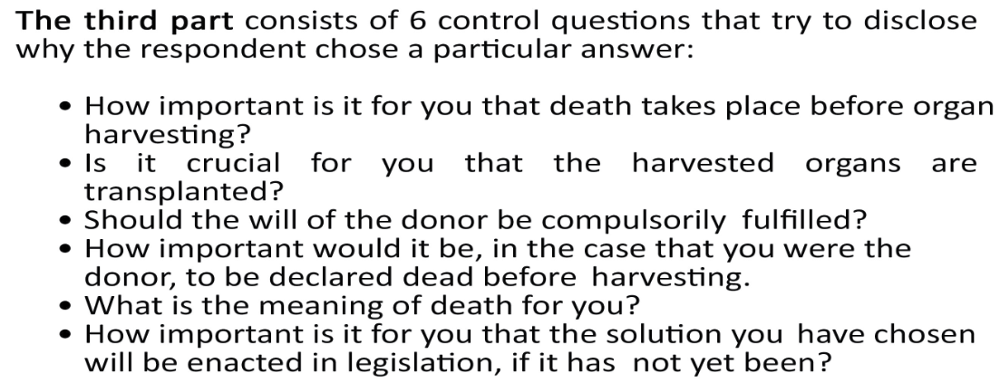 The third part consists of 6 control questions that try to disclose
why the respondent chose a particular answer:
• How important is it for you that death takes place before organ
harvesting?
• Is it crucial for you that the harvested organs are
transplanted?
• Should the will of the donor be compulsorily fulfilled?
• How important would it be, in the case that you were the
donor, to be declared dead before harvesting.
• What is the meaning of death for you?
• How important is it for you that the solution you have chosen
will be enacted in legislation, if it has not yet been?